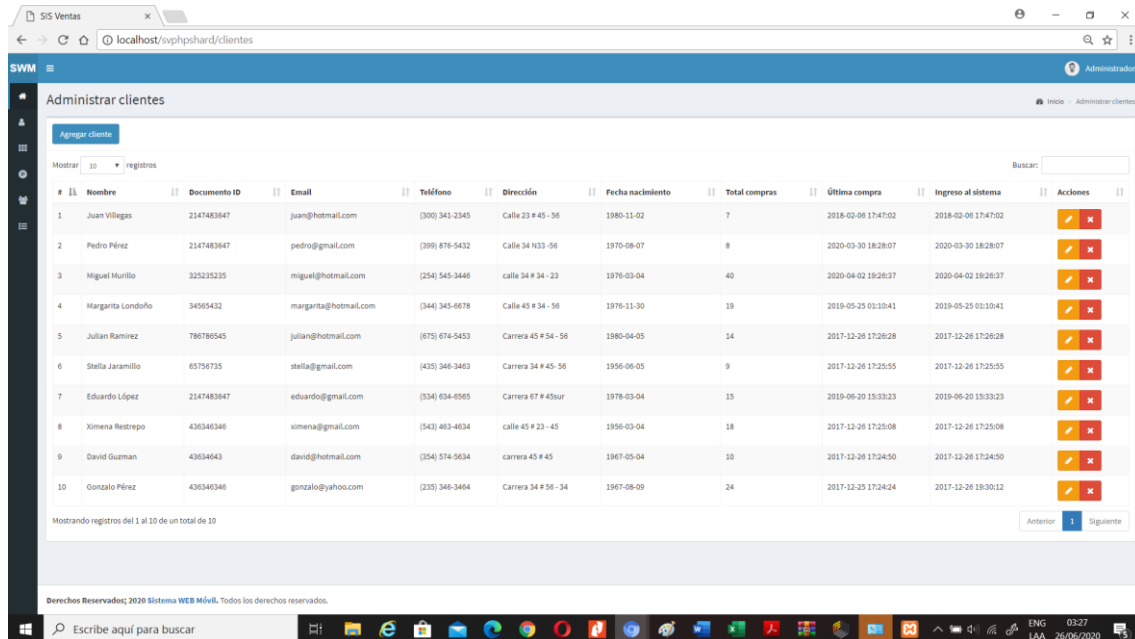 SIS Ventas
localhost/svphpshard/clientes
SWM Administrador
Administrar clientes Inicio Administrar clientes
Agregar cliente
Mostrar 10 registros Buscar:
# Nombre Documento ID Email Teléfono Dirección Fecha nacimiento Total compras Última compra Ingreso al sistema Acciones
1 Juan Villegas 2147483647 juan@hotmail.com (300) 341-2345 Calle 23 # 45 - 56 1980-11-02 7 2018-02-06 17:47:02 2018-02-06 17:47:02
2 Pedro Pérez 2147483647 pedro@gmail.com (399) 876-5432 Calle 34 N33 -56 1970-08-07 8 2020-03-30 18:28:07 2020-03-30 18:28:07
3 Miguel Murillo 325235235 miguel@hotmail.com (254) 545-3446 calle 34 # 34 - 23 1976-03-04 40 2020-04-02 19:26:37 2020-04-02 19:26:37
4 Margarita Londoño 34565432 margarita@hotmail.com (344) 345-6678 Calle 45 # 34 - 56 1976-11-30 19 2019-05-25 01:10:41 2019-05-25 01:10:41
5 Julian Ramirez 786786545 julian@hotmail.com (675) 674-5453 Carrera 45 # 54 - 56 1980-04-05 14 2017-12-26 17:26:28 2017-12-26 17:26:28
6 Stella Jaramillo 65756735 stella@gmail.com (435) 346-3463 Carrera 34 # 45- 56 1956-06-05 9 2017-12-26 17:25:55 2017-12-26 17:25:55
7 Eduardo López 2147483647 eduardo@gmail.com (534) 634-6565 Carrera 67 # 45sur 1978-03-04 15 2019-06-20 15:33:23 2019-06-20 15:33:23
8 Ximena Restrepo 436346346 ximena@gmail.com (543) 463-4634 calle 45 # 23 - 45 1956-03-04 18 2017-12-26 17:25:08 2017-12-26 17:25:08
9 David Guzman 43634643 david@hotmail.com (354) 574-5634 carrera 45 # 45 1967-05-04 10 2017-12-26 17:24:50 2017-12-26 17:24:50
10 Gonzalo Pérez 436346346 gonzalo@yahoo.com (235) 346-3464 Carrera 34 # 56 - 34 1967-08-09 24 2017-12-25 17:24:24 2017-12-26 19:30:12
Mostrando registros del 1 al 10 de un total de 10 Anterior 1 Siguiente
Derechos Reservados; 2020 Sistema WEB Móvil. Todos los derechos reservados.
Escribe aquí para buscar ENG 03:27
LAA 26/06/2020